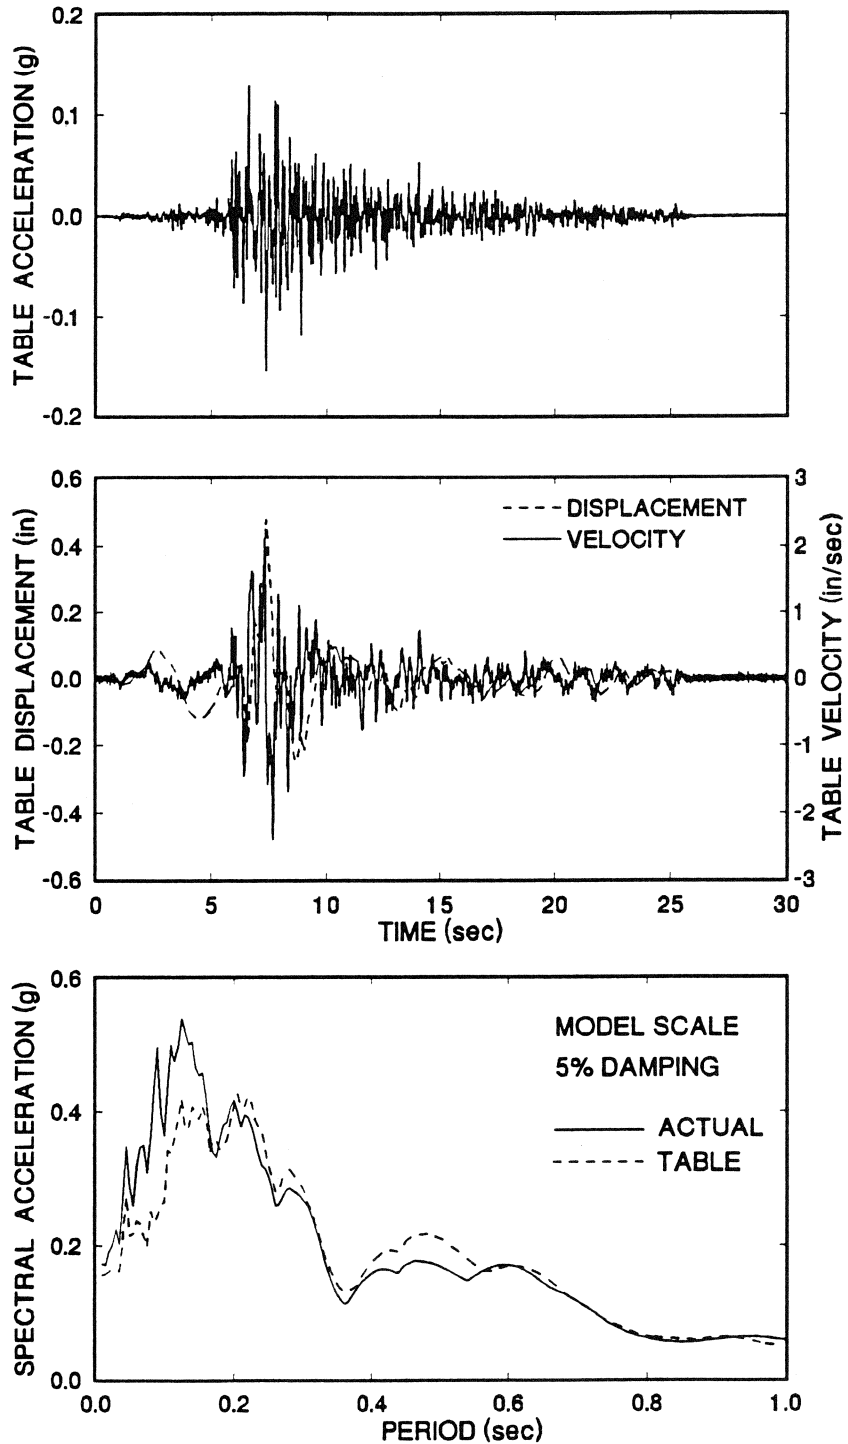 TABLE ACCELERATION (g)
0.2
0.1
0.0
-0.1
-0.2
TABLE DISPLACEMENT (in)
0.6
0.4
0.2
0.0
-0.2
-0.4
-0.6
DISPLACEMENT
VELOCITY
3
2
1
0
-1
-2
-3
TABLE VELOCITY (in/sec)
0 5 10 15 20 25 30
TIME (sec)
SPECTRAL ACCELERATION (g)
0.6
0.4
0.2
0.0
MODEL SCALE
5% DAMPING
ACTUAL
TABLE
0.0 0.2 0.4 0.6 0.8 1.0
PERIOD (sec)